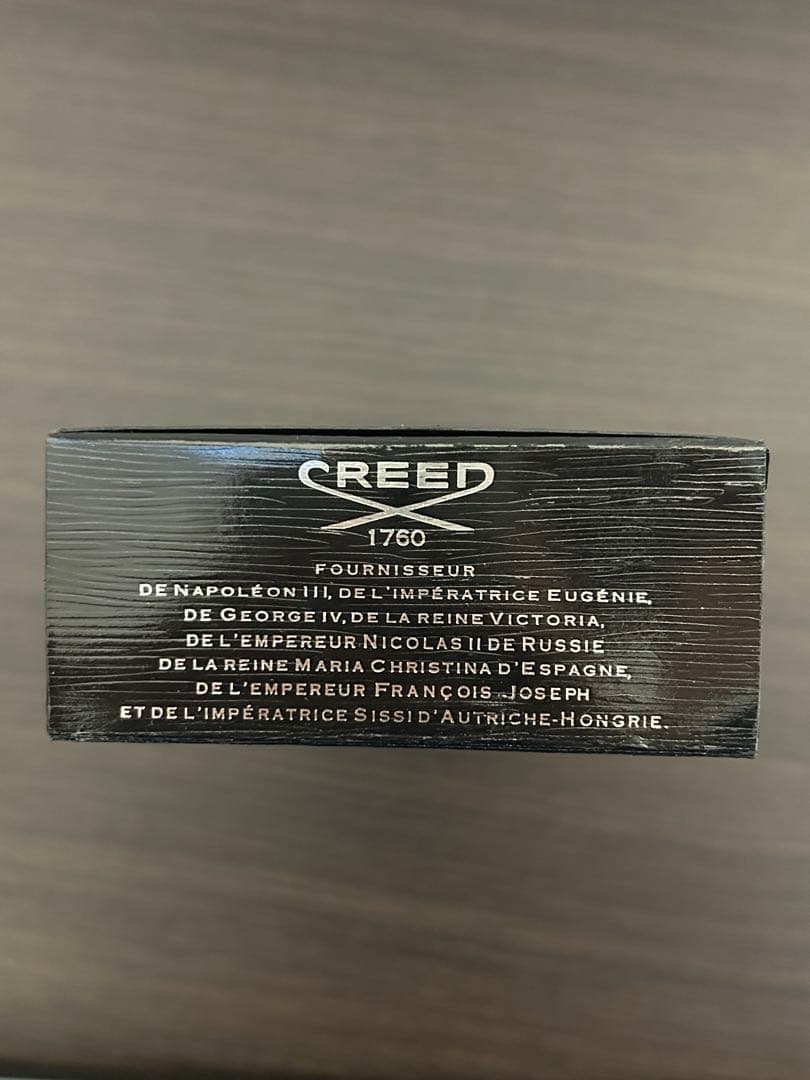 CREED
1760
FOURNISSEUR
DE NAPOLÉON III, DE L'IMPÉRATRICE EUGÉNIE,
DE GEORGE IV, DE LA REINE VICTORIA,
DE L'EMPEREUR NICOLAS II DE RUSSIE
DE LA REINE MARIA CHRISTINA D'ESPAGNE,
DE L'EMPEREUR FRANÇOIS-JOSEPH
ET DE L'IMPÉRATRICE SISSI D'AUTRICHE-HONGRIE.